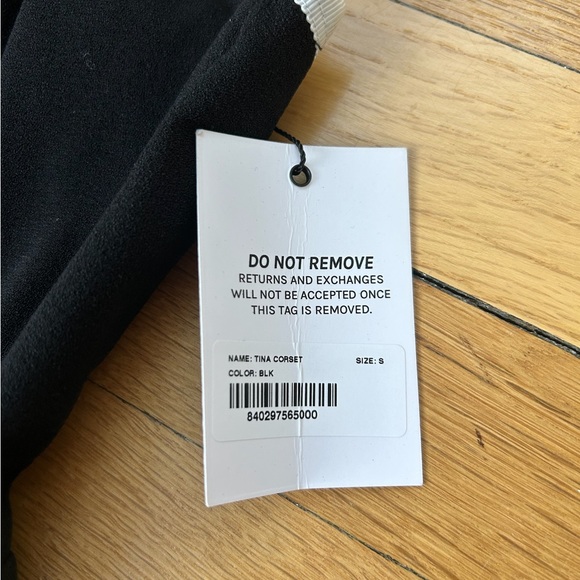 DO NOT REMOVE
RETURNS AND EXCHANGES
WILL NOT BE ACCEPTED ONCE
THIS TAG IS REMOVED.
NAME: TINA CORSET SIZE: S
COLOR: BLK
840297565000